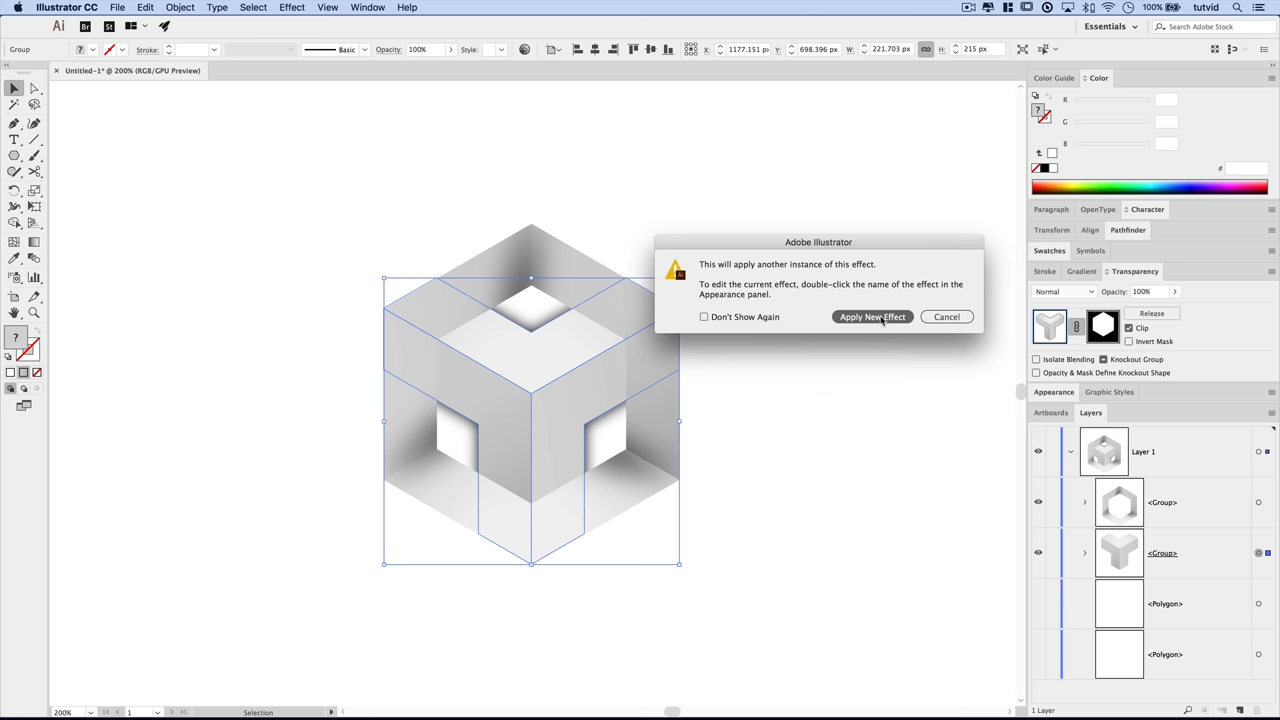 Illustrator CC File Edit Object Type Select Effect View Window Help 100% tutvid
Ai Br St Essentials Search Adobe Stock
Group ? Stroke: Basic Opacity: 100% Style: X: 1177.151 p Y: 698.396 px W: 221.703 px H: 215 px
× Untitled-1* @ 200% (RGB/GPU Preview)
Color Guide Color
R
G
B
#
Paragraph OpenType Character
Transform Align Pathfinder
Swatches Symbols
Stroke Gradient Transparency
Normal Opacity: 100%
Release
Clip
Invert Mask
Isolate Blending Knockout Group
Opacity & Mask Define Knockout Shape
Appearance Graphic Styles
Artboards Layers
Layer 1
<Group>
<Group>
<Polygon>
<Polygon>
1 Layer
Adobe Illustrator
This will apply another instance of this effect.
To edit the current effect, double-click the name of the effect in the
Appearance panel.
Don't Show Again Apply New Effect Cancel
200% 1 Selection